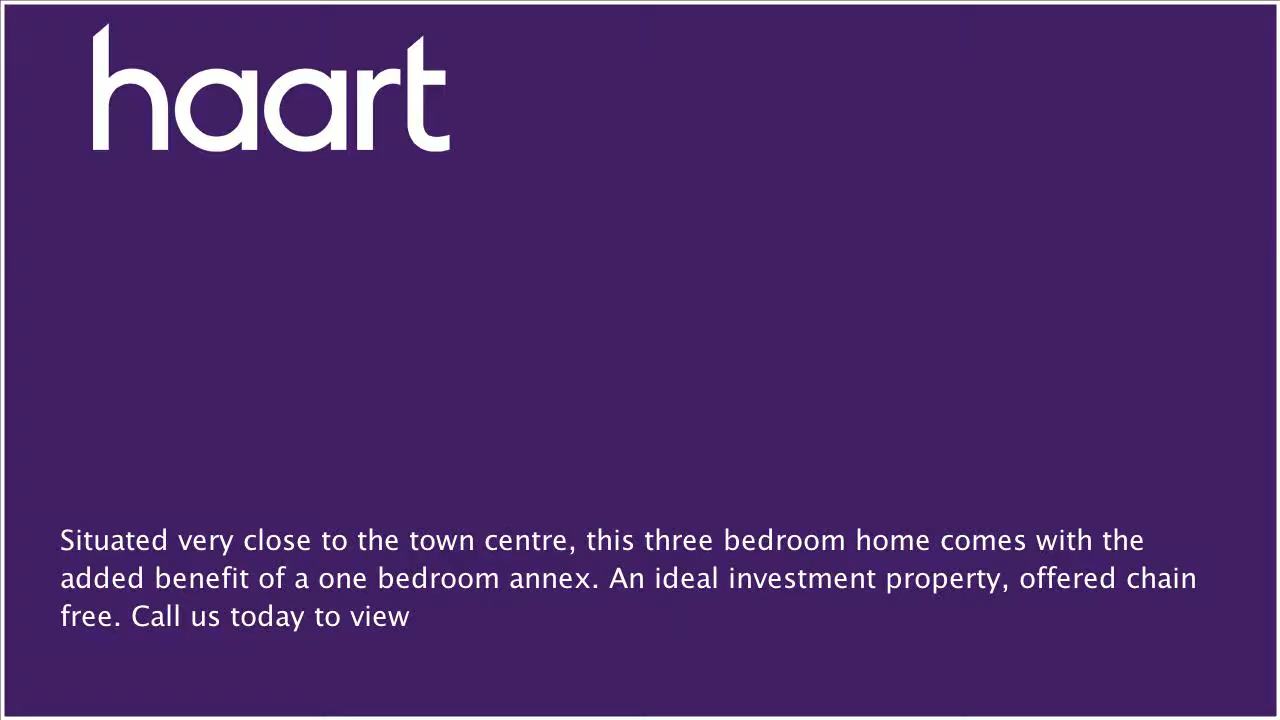 haart
Situated very close to the town centre, this three bedroom home comes with the
added benefit of a one bedroom annex. An ideal investment property, offered chain
free. Call us today to view